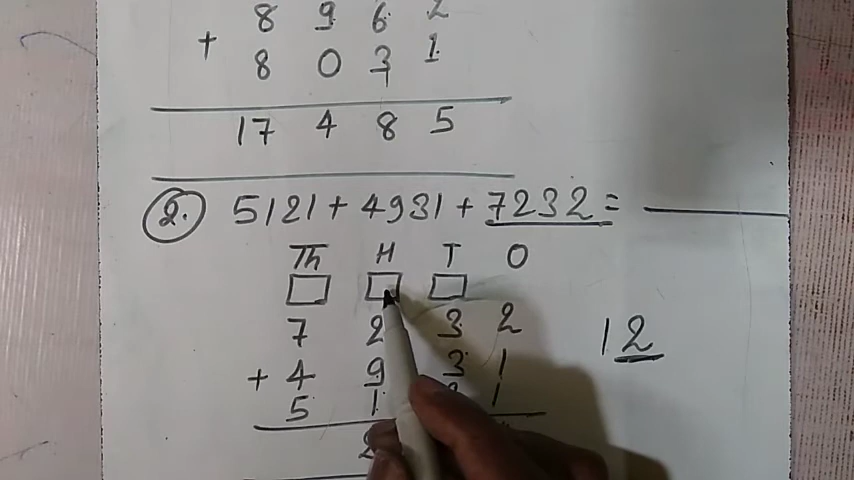 8 9 6 2
+ 8 0 3 1
17 4 8 5
2. 5121 + 4931 + 7232 =
Th H T O
7 2 3 2
12
+ 4 9 3 1
5 1 1
2